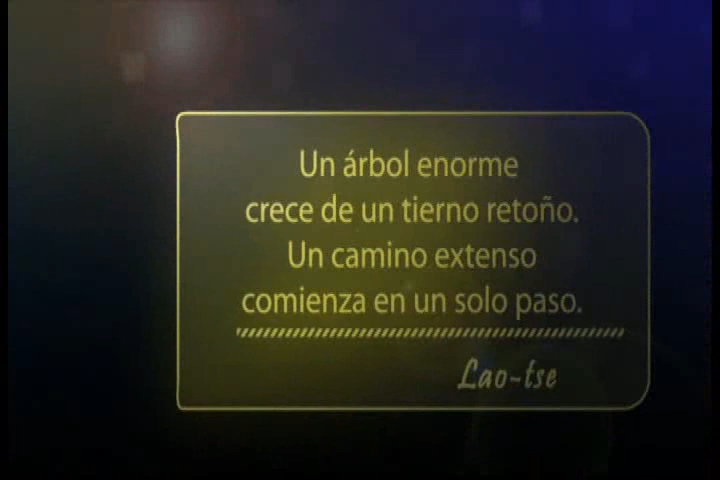 Un árbol enorme
crece de un tierno retoño.
Un camino extenso
comienza en un solo paso.
Lao-tse